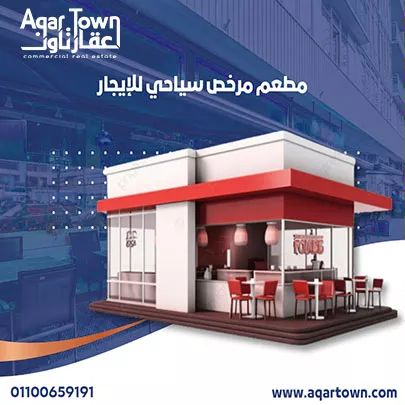 Aqar Town
عقار تاون
commercial real estate
مطعم مرخص سياحي للإيجار
01100659191
www.aqartown.com